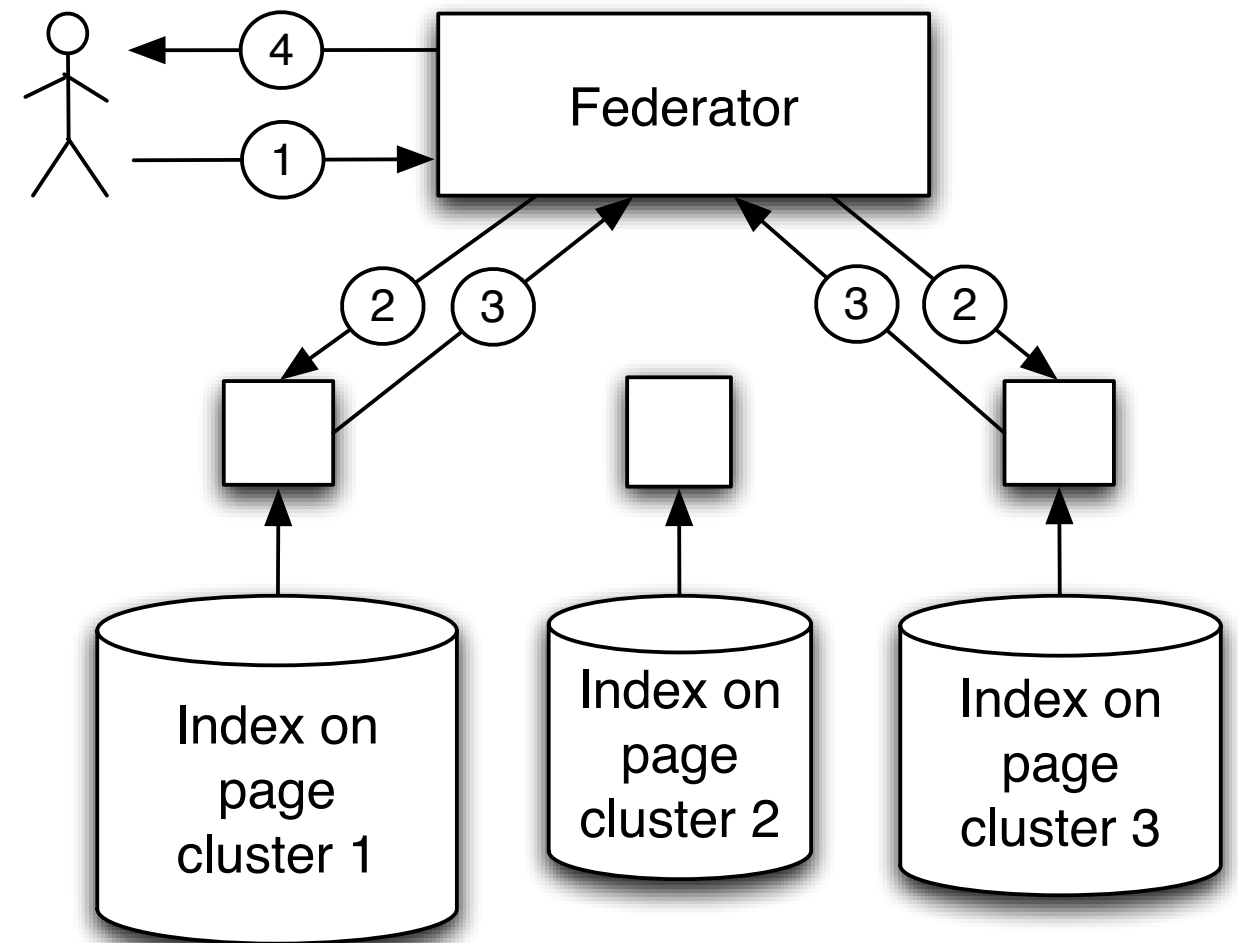 4
Federator
1
2
3
3
2
Index on
page
cluster 1
Index on
page
cluster 2
Index on
page
cluster 3